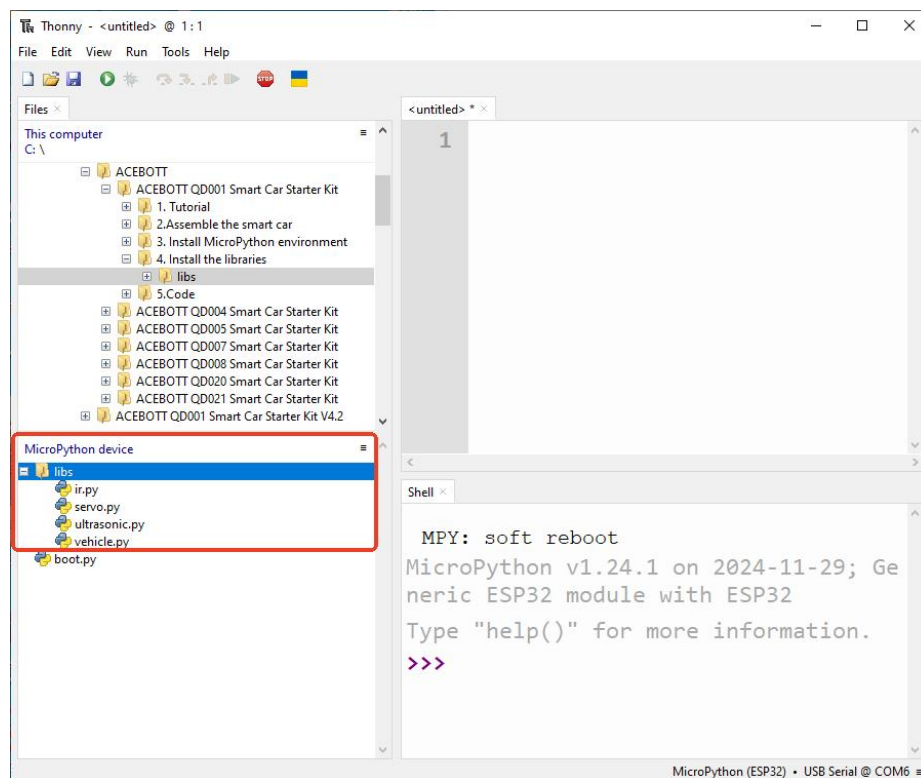 Thonny - <untitled> @ 1:1
File Edit View Run Tools Help
STOP
Files
This computer
C: \
ACEBOTT
ACEBOTT QD001 Smart Car Starter Kit
1. Tutorial
2.Assemble the smart car
3. Install MicroPython environment
4. Install the libraries
libs
5.Code
ACEBOTT QD004 Smart Car Starter Kit
ACEBOTT QD005 Smart Car Starter Kit
ACEBOTT QD007 Smart Car Starter Kit
ACEBOTT QD008 Smart Car Starter Kit
ACEBOTT QD020 Smart Car Starter Kit
ACEBOTT QD021 Smart Car Starter Kit
ACEBOTT QD001 Smart Car Starter Kit V4.2
MicroPython device
libs
ir.py
servo.py
ultrasonic.py
vehicle.py
boot.py
<untitled> *
1
Shell
MPY: soft reboot
MicroPython v1.24.1 on 2024-11-29; Ge
neric ESP32 module with ESP32
Type "help()" for more information.
>>>
MicroPython (ESP32) • USB Serial @ COM6